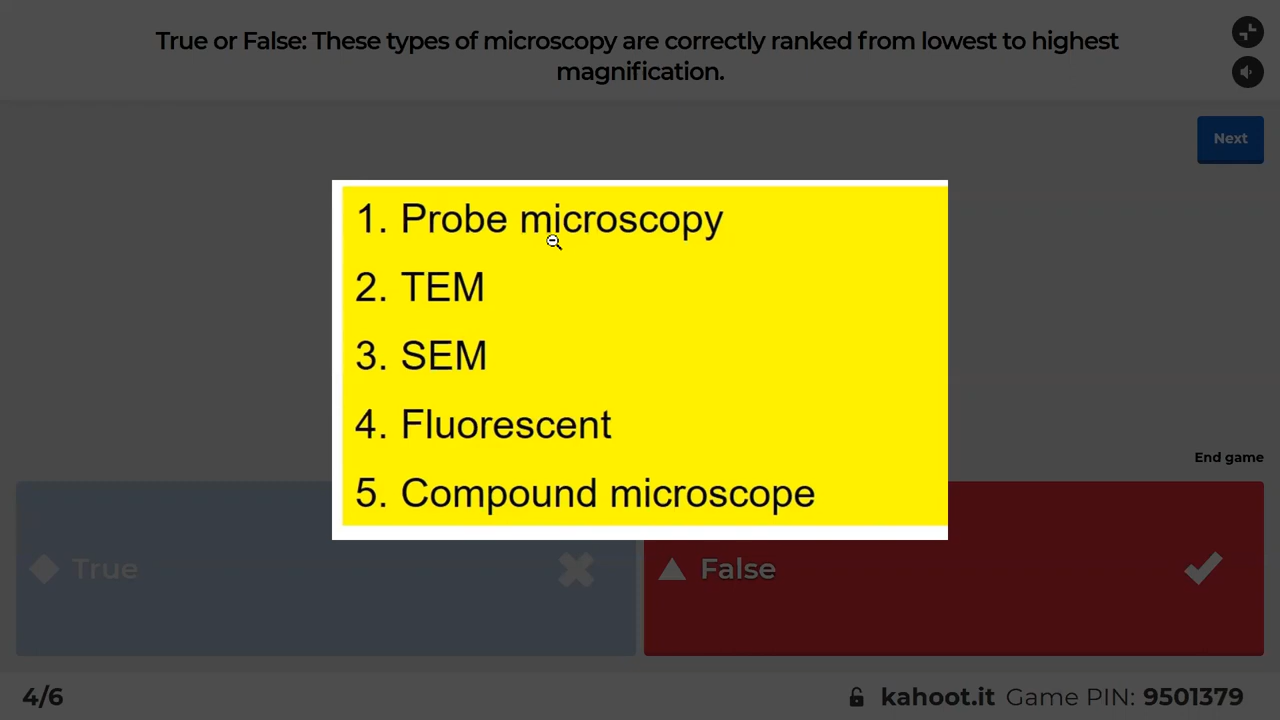 True or False: These types of microscopy are correctly ranked from lowest to highest
magnification.
Next
1. Probe microscopy
2. TEM
3. SEM
4. Fluorescent
5. Compound microscope
End game
True
False
4/6
kahoot.it Game PIN: 9501379